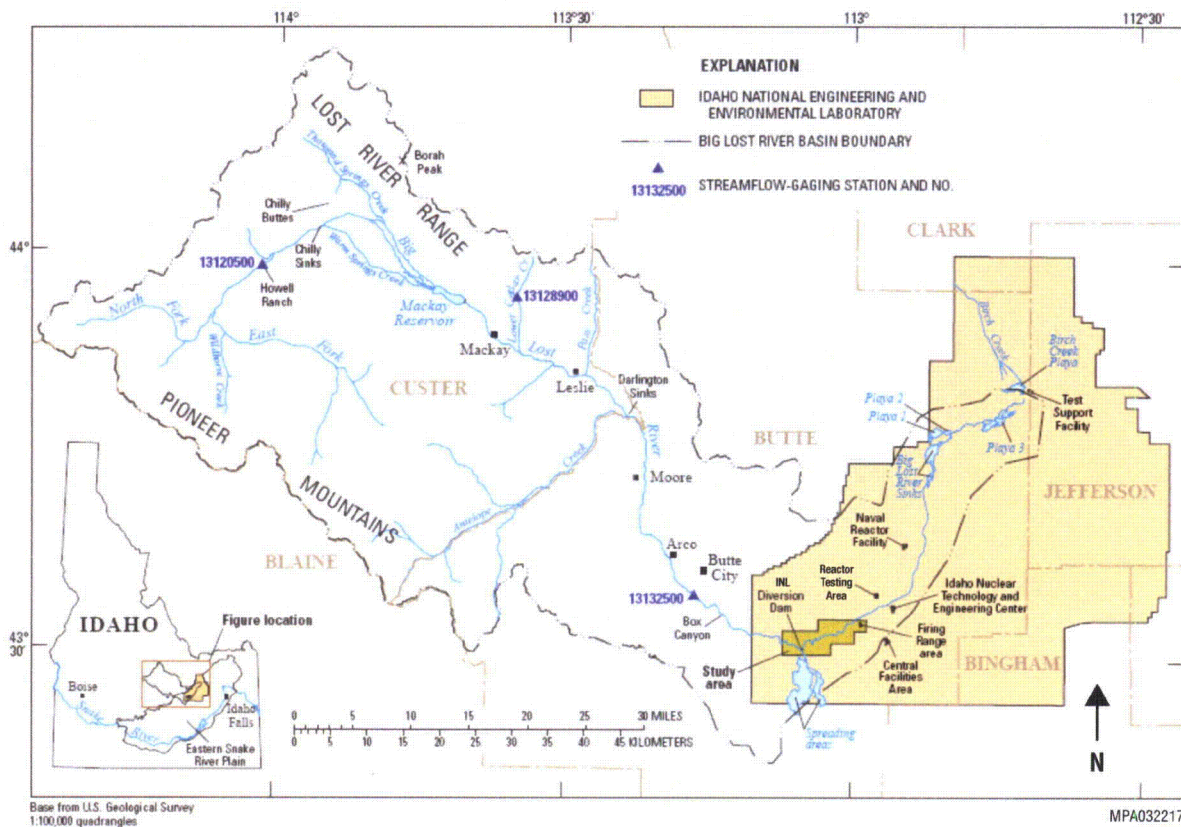 114°
113°30'
113°
112°30'
EXPLANATION
IDAHO NATIONAL ENGINEERING AND
ENVIRONMENTAL LABORATORY
BIG LOST RIVER BASIN BOUNDARY
13132500
STREAMFLOW-GAGING STATION AND NO.
LOST RIVER RANGE
Thousand Springs Creek
Borah
Peak
Chilly
Buttes
Chilly
Sinks
Big
Warm Springs Creek
44°
13120500
Howell
Ranch
CLARK
13128900
Lower Cedar Cr
Creek
Mackay
Reservoir
North
Fork
East
Fork
Wildhorse Creek
Mackay
Lost
Leslie
Darlington
Sinks
River
CUSTER
PIONEER
MOUNTAINS
Antelope
Creek
Moore
BUTTE
Birch Creek
Birch
Creek
Playa
Test
Support
Facility
Playa 2
Playa 1
Playa 3
Big
Lost
River
Sinks
JEFFERSON
Naval
Reactor
Facility
BLAINE
Arco
Butte
City
Reactor
Testing
Area
INL
Diversion
Dam
Idaho Nuclear
Technology and
Engineering Center
13132500
Box
Canyon
Firing
Range
area
Study
area
Central
Facilities
Area
BINGHAM
Spreading
areas
43°
30'
IDAHO
Figure location
Boise
Snake
River
Idaho
Falls
Eastern Snake
River Plain
0 5 10 15 20 25 30 MILES
0 5 10 15 20 25 30 35 40 45 KILOMETERS
N
Base from U.S. Geological Survey
1:100,000 quadrangles
MPA032217